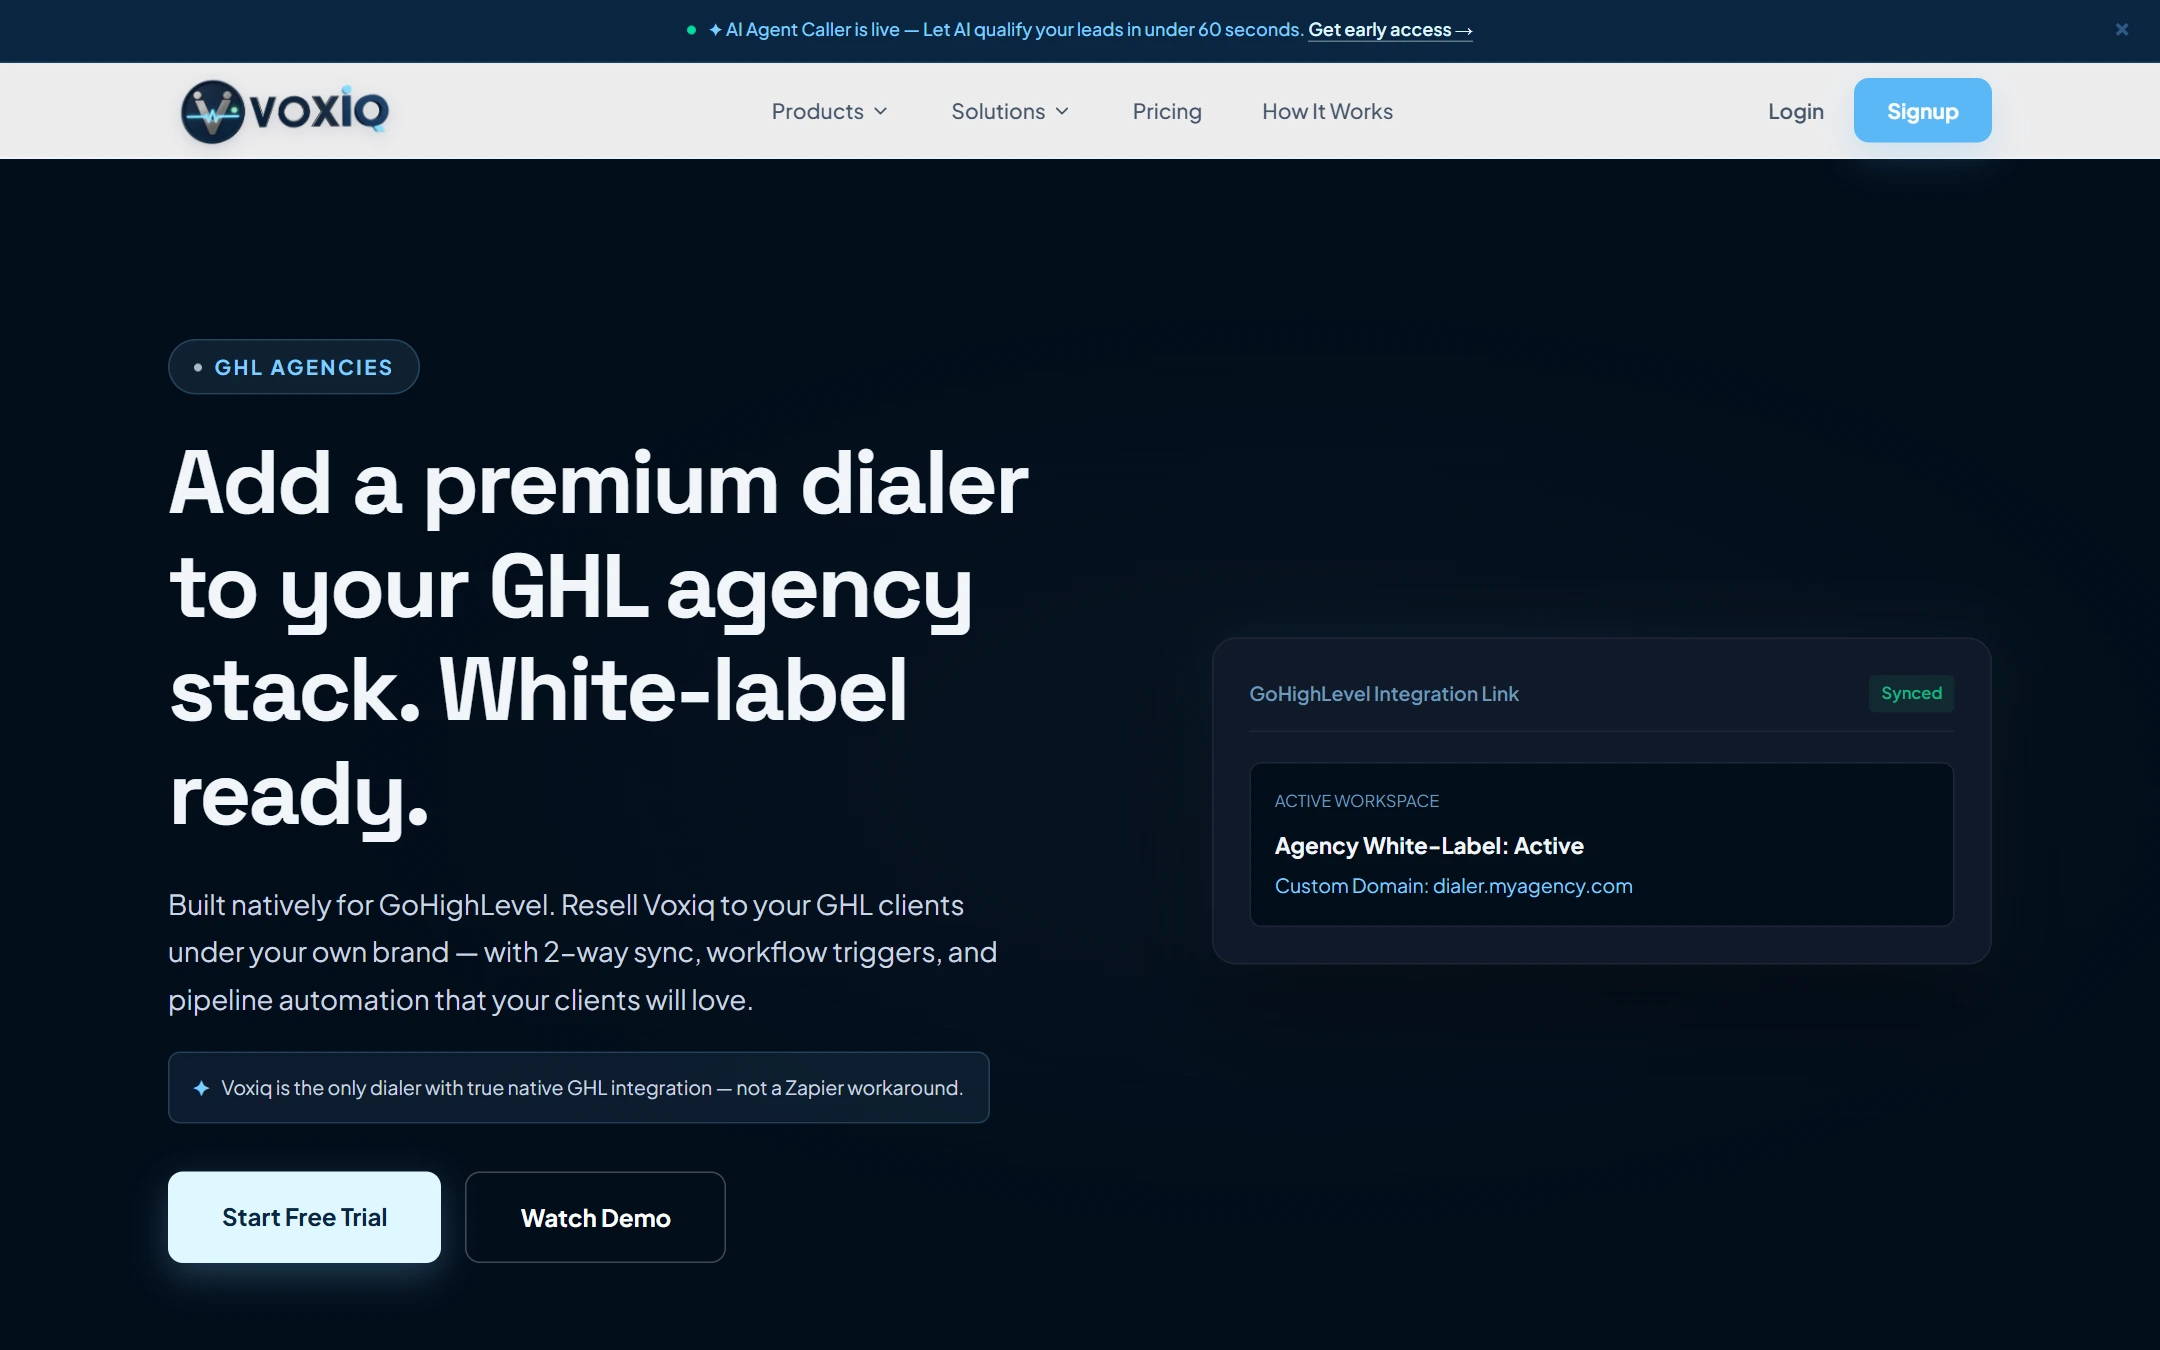 ✦ AI Agent Caller is live — Let AI qualify your leads in under 60 seconds. Get early access →
×
VOXIQ
Products
Solutions
Pricing
How It Works
Login
Signup
• GHL AGENCIES
Add a premium dialer
to your GHL agency
stack. White-label
ready.
Built natively for GoHighLevel. Resell Voxiq to your GHL clients
under your own brand — with 2-way sync, workflow triggers, and
pipeline automation that your clients will love.
✦ Voxiq is the only dialer with true native GHL integration — not a Zapier workaround.
Start Free Trial
Watch Demo
GoHighLevel Integration Link
Synced
ACTIVE WORKSPACE
Agency White-Label: Active
Custom Domain: dialer.myagency.com